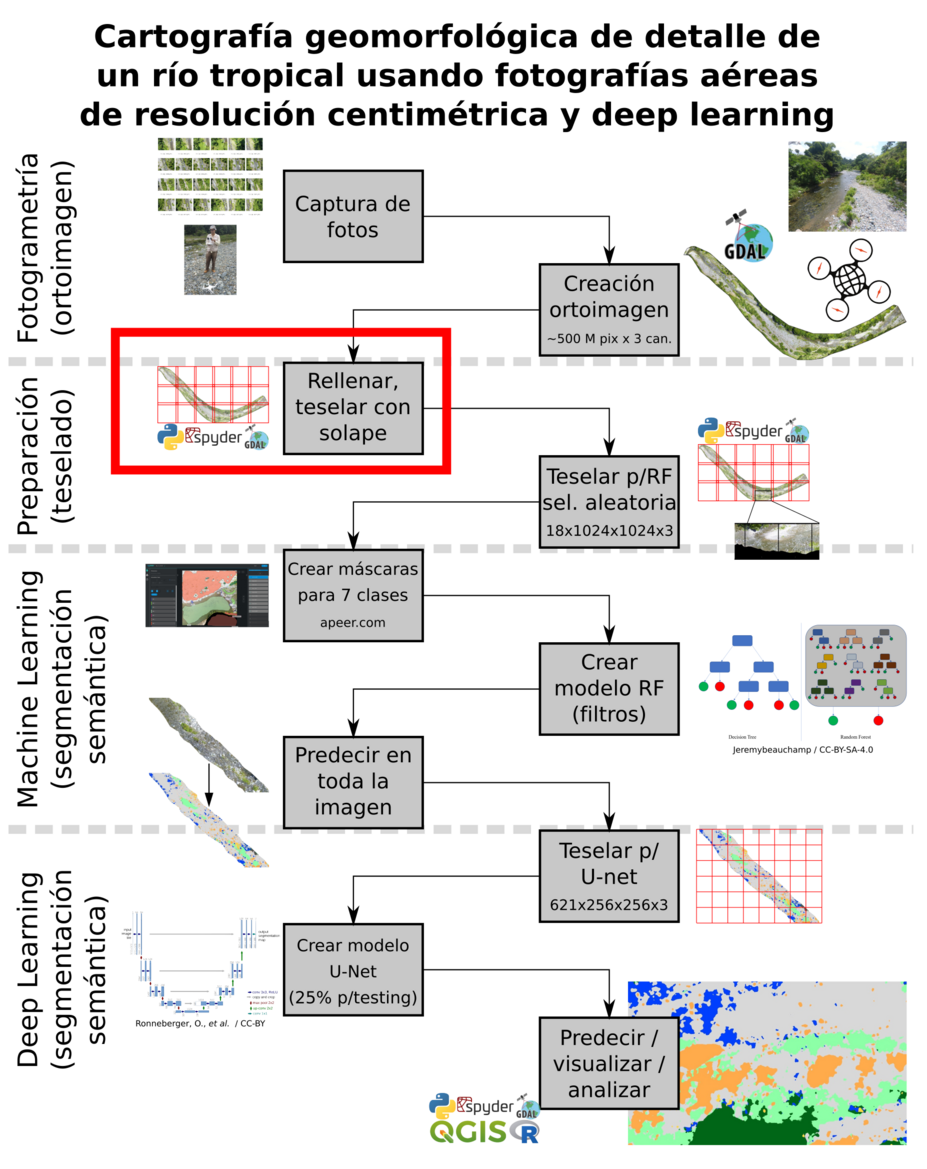 Cartografía geomorfológica de detalle de
un río tropical usando fotografías aéreas
de resolución centimétrica y deep learning
Fotogrametría
(ortoimagen)
Captura de
fotos
GDAL
Creación
ortoimagen
~500 M pix x 3 can.
Preparación
(teselado)
Rellenar,
teselar con
solape
spyder
GDAL
Teselar p/RF
sel. aleatoria
18x1024x1024x3
spyder
GDAL
Machine Learning
(segmentación
semántica)
Crear máscaras
para 7 clases
apeer.com
Crear
modelo RF
(filtros)
Decision Tree
Random Forest
Jeremybeauchamp / CC-BY-SA-4.0
Predecir en
toda la
imagen
Deep Learning
(segmentación
semántica)
Teselar p/
U-net
621x256x256x3
Crear modelo
U-Net
(25% p/testing)
Ronneberger, O., et al. / CC-BY
Predecir /
visualizar /
analizar
spyder
GDAL
QGIS R